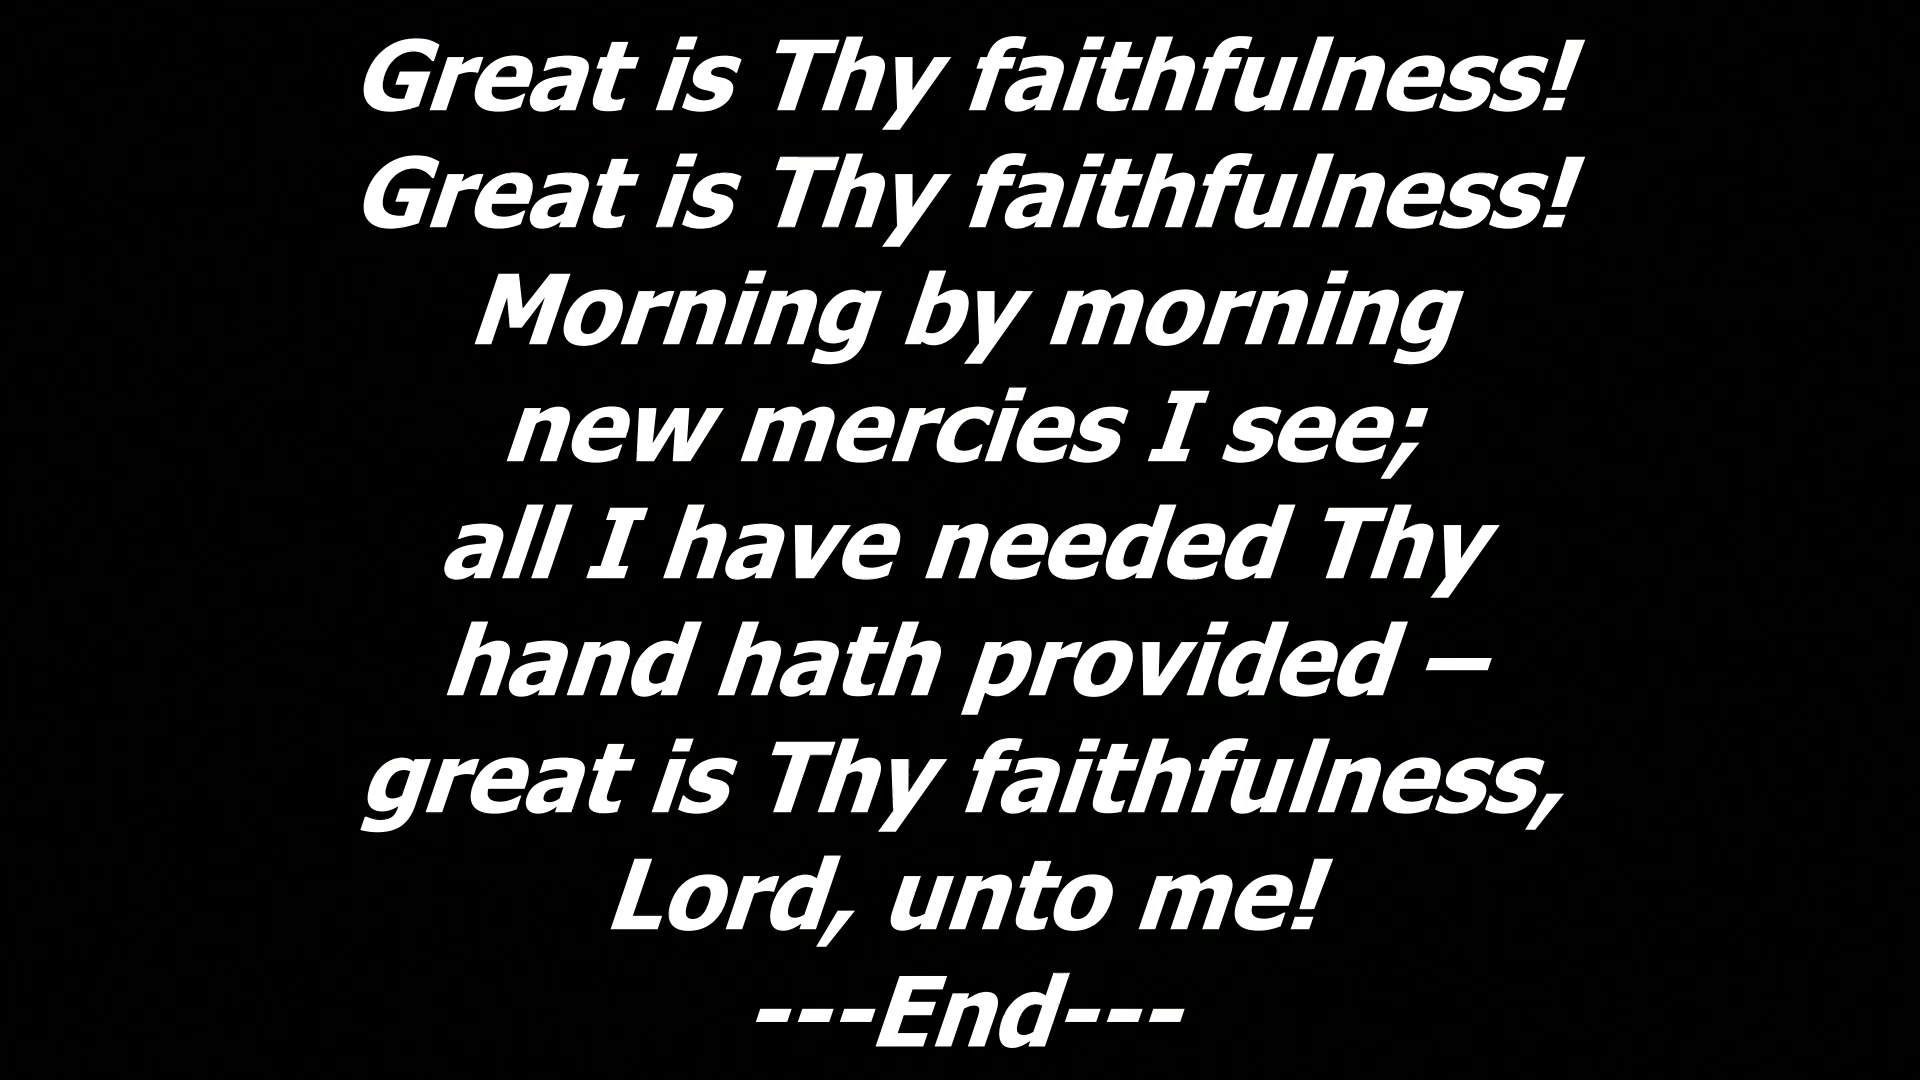 Great is Thy faithfulness!
Great is Thy faithfulness!
Morning by morning
new mercies I see;
all I have needed Thy
hand hath provided –
great is Thy faithfulness,
Lord, unto me!
---End---